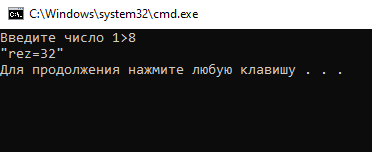 C:\Windows\system32\cmd.exe
Введите число 1>8
"rez=32"
Для продолжения нажмите любую клавишу . . .